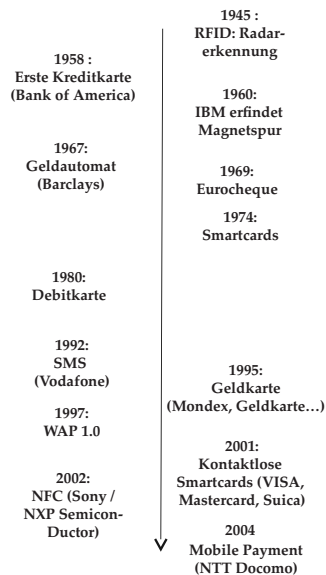 1945 :
RFID: Radar-
erkennung
1958 :
Erste Kreditkarte
(Bank of America)
1960:
IBM erfindet
Magnetspur
1967:
Geldautomat
(Barclays)
1969:
Eurocheque
1974:
Smartcards
1980:
Debitkarte
1992:
SMS
(Vodafone)
1995:
Geldkarte
(Mondex, Geldkarte…)
1997:
WAP 1.0
2001:
Kontaktlose
Smartcards (VISA,
Mastercard, Suica)
2002:
NFC (Sony /
NXP Semicon-
Ductor)
2004
Mobile Payment
(NTT Docomo)